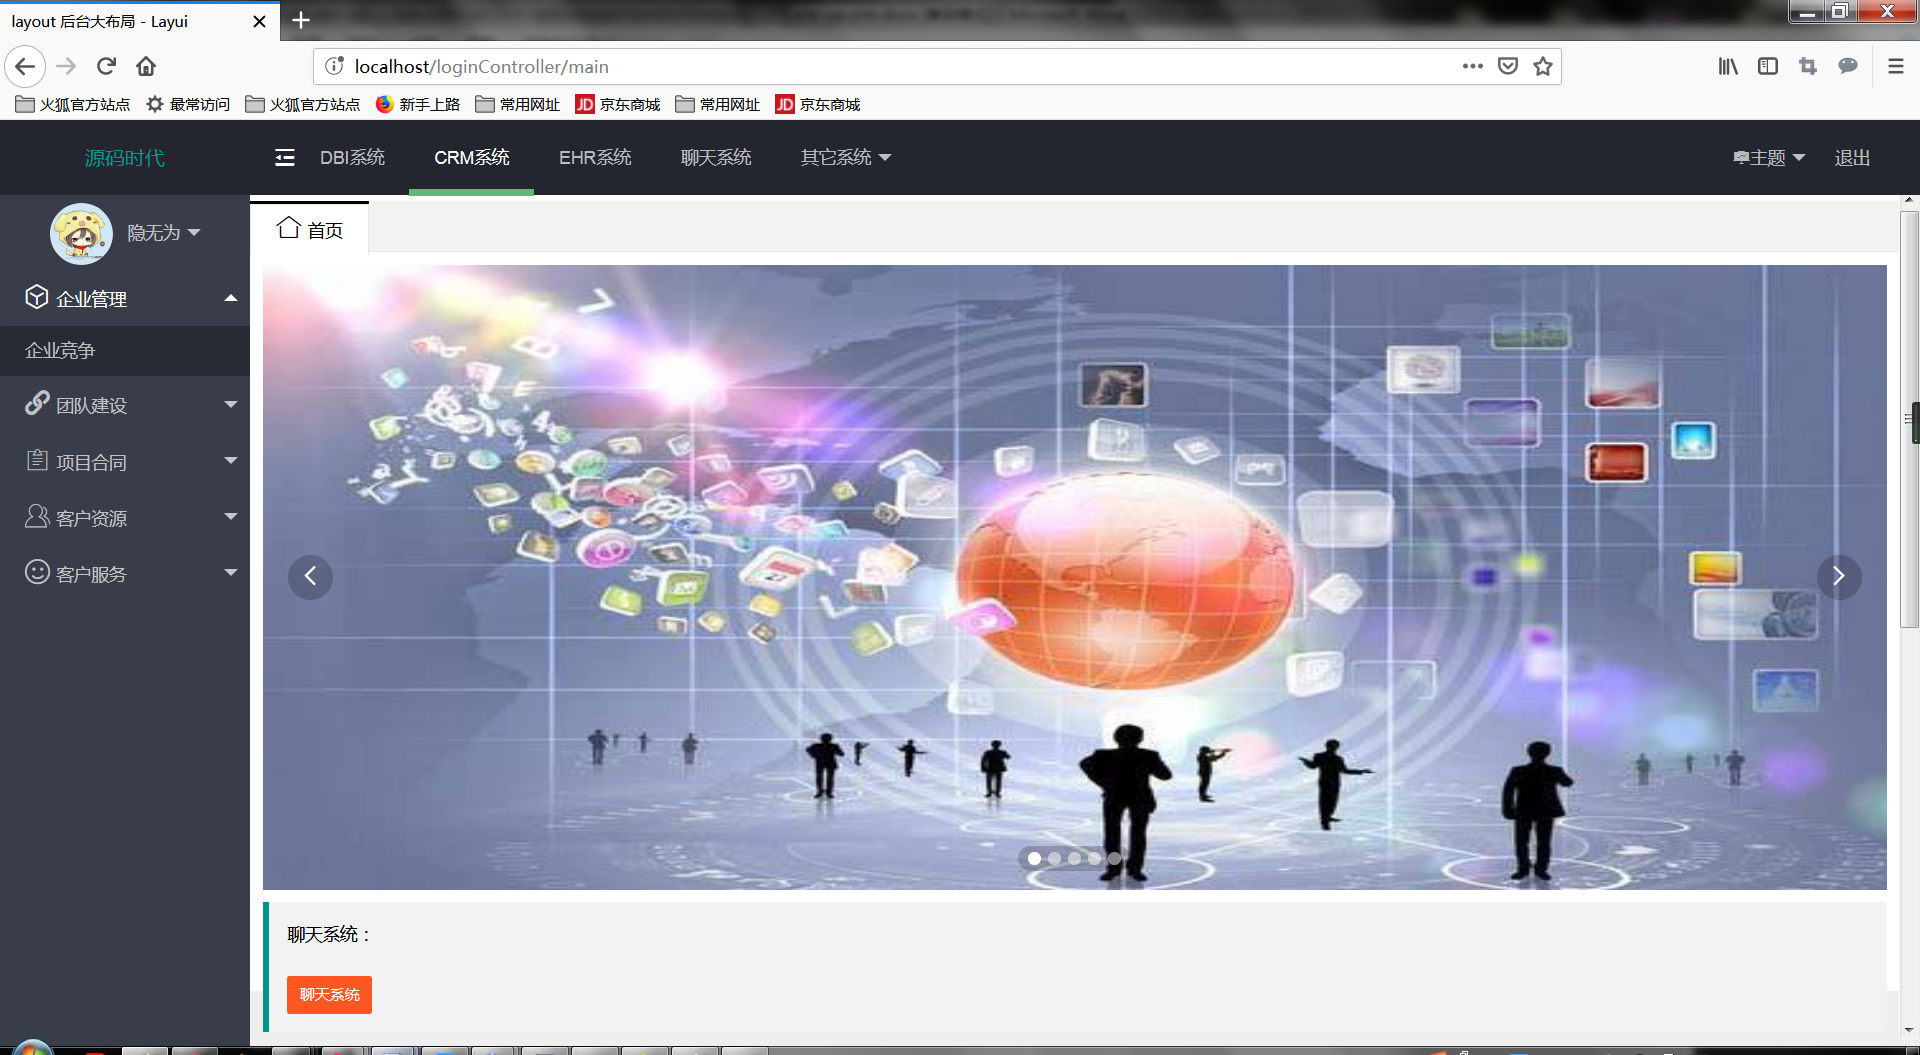 layout 后台大布局 - Layui
localhost/loginController/main
火狐官方站点 最常访问 火狐官方站点 新手上路 常用网址 JD 京东商城 常用网址 JD 京东商城
源码时代 DBI系统 CRM系统 EHR系统 聊天系统 其它系统 主题 退出
隐无为
首页
企业管理
企业竞争
团队建设
项目合同
客户资源
客户服务
聊天系统：
聊天系统